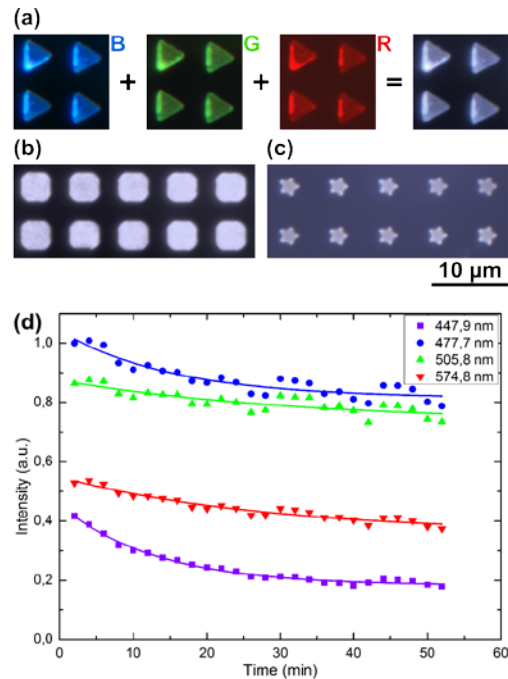 (a)
B + G + R =
(b)
(c)
10 µm
(d)
447,9 nm
477,7 nm
505,8 nm
574,8 nm
1,0
0,8
0,6
0,4
0,2
0,0
Intensity (a.u.)
0 10 20 30 40 50 60
Time (min)